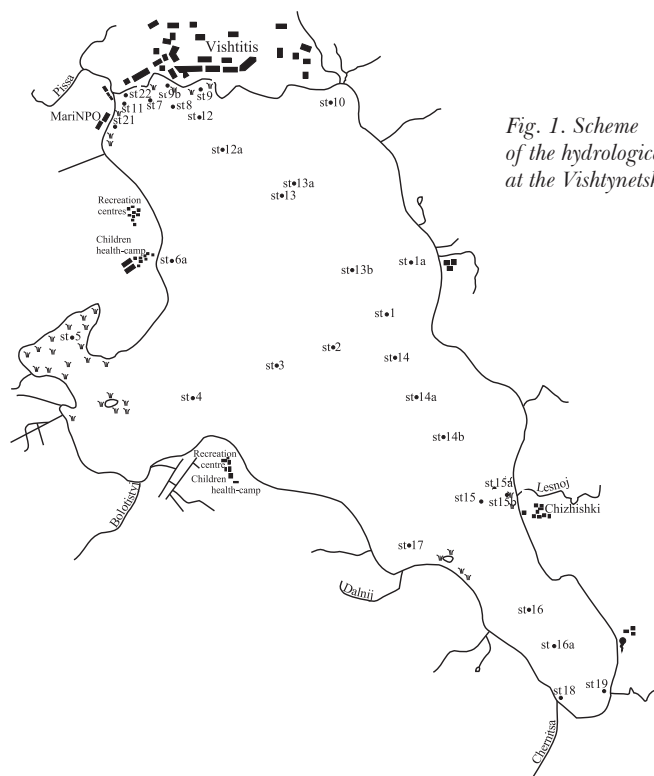 Vishtitis
Pissa
st22
st9b
st9
st11
st7
st8
st10
MariNPO
st21
st12
st12a
Fig. 1. Scheme
of the hydrologica
at the Vishtynetsh
st13a
st13
Recreation
centres
Children
health-camp
st6a
st13b
st1a
st1
st5
st2
st3
st14
st4
st14a
st14b
Recreation
centre
Children
health-camp
st15a
Lesnoj
st15
st15b
Chizhishki
Bolotistyi
st17
Dalnij
st16
st16a
st18
st19
Chernitsa